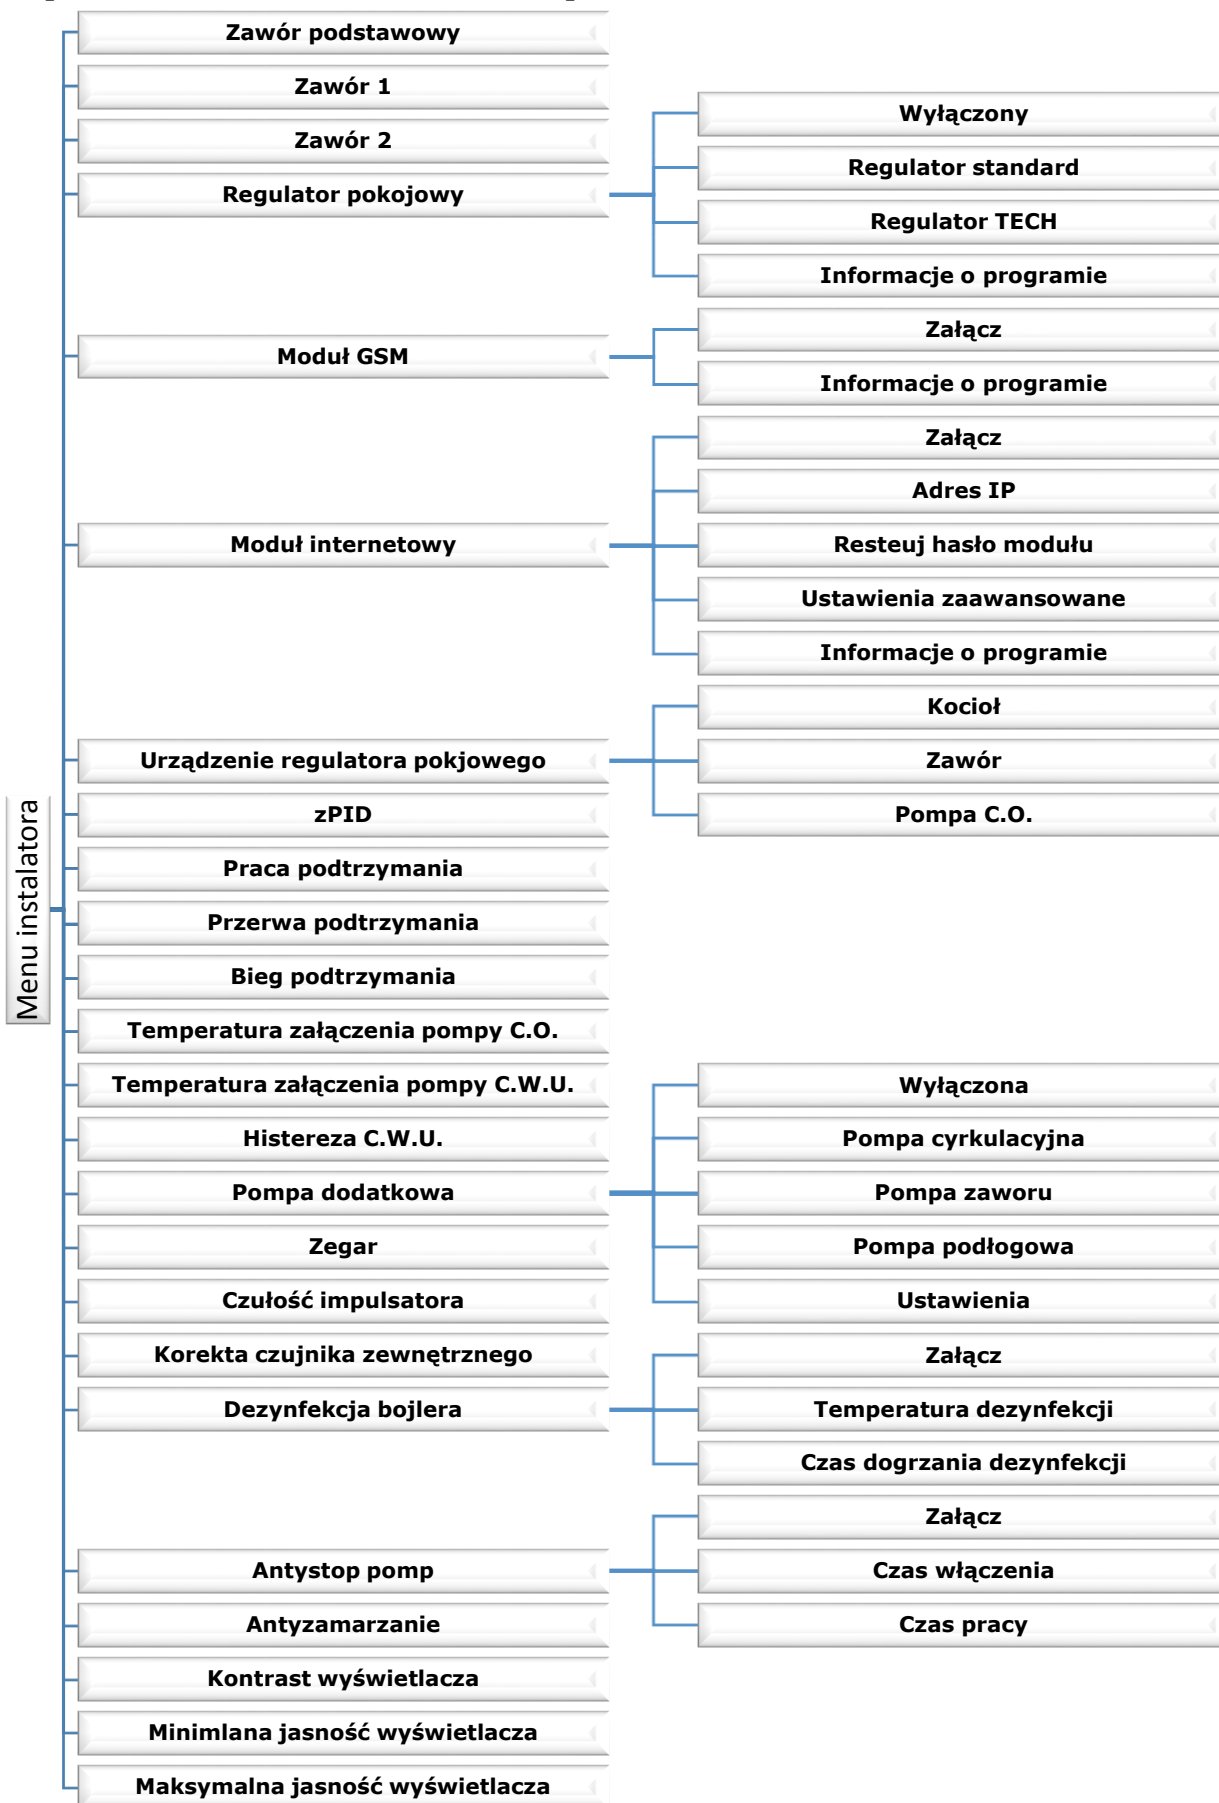 Menu instalatora
Zawór podstawowy
Zawór 1
Zawór 2
Regulator pokojowy
Wyłączony
Regulator standard
Regulator TECH
Informacje o programie
Moduł GSM
Załącz
Informacje o programie
Moduł internetowy
Załącz
Adres IP
Resteuj hasło modułu
Ustawienia zaawansowane
Informacje o programie
Urządzenie regulatora pokjowego
Kocioł
Zawór
Pompa C.O.
zPID
Praca podtrzymania
Przerwa podtrzymania
Bieg podtrzymania
Temperatura załączenia pompy C.O.
Temperatura załączenia pompy C.W.U.
Histereza C.W.U.
Pompa dodatkowa
Wyłączona
Pompa cyrkulacyjna
Pompa zaworu
Pompa podłogowa
Ustawienia
Zegar
Czułość impulsatora
Korekta czujnika zewnętrznego
Dezynfekcja bojlera
Załącz
Temperatura dezynfekcji
Czas dogrzania dezynfekcji
Antystop pomp
Załącz
Czas włączenia
Czas pracy
Antyzamarzanie
Kontrast wyświetlacza
Minimlana jasność wyświetlacza
Maksymalna jasność wyświetlacza